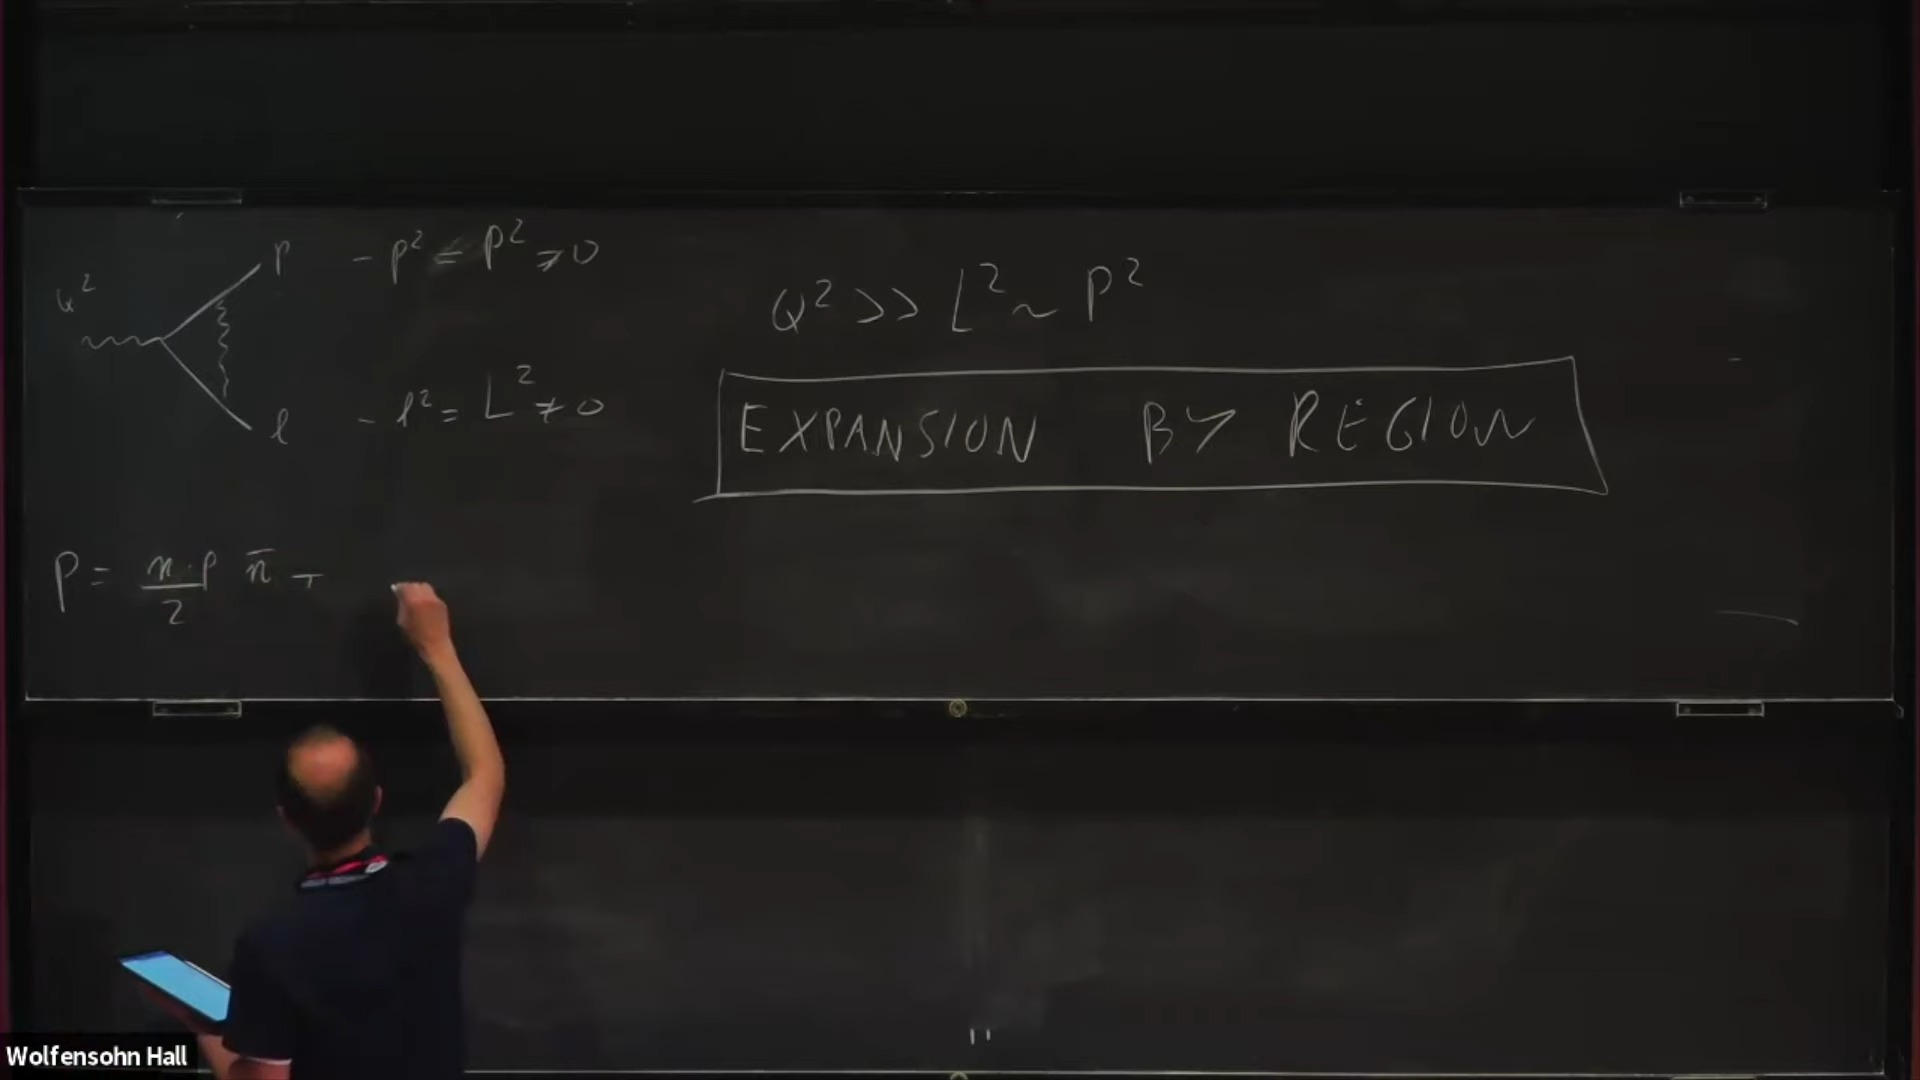 Q² p - p² = P² ≠ 0
l - l² = L² ≠ 0
Q² >> L² ~ P²
EXPANSION BY REGION
P = n·p/2 n̄ +
Wolfensohn Hall